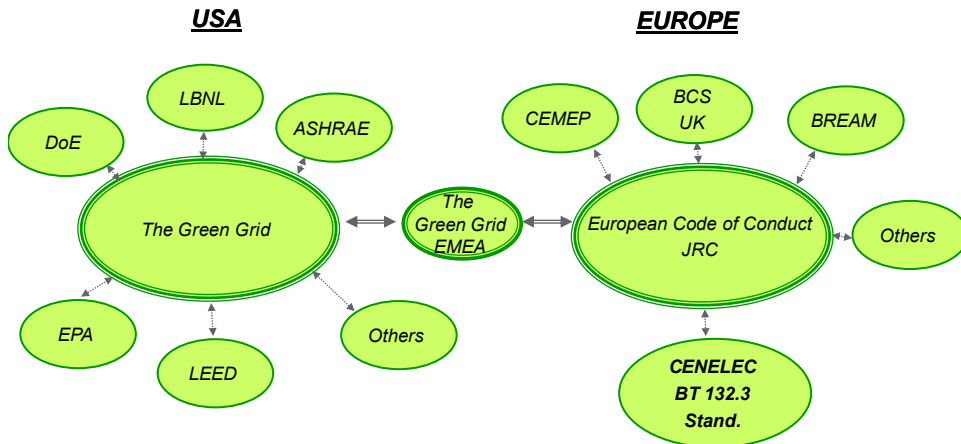 USA
EUROPE
LBNL
DoE
ASHRAE
The Green Grid
EPA
LEED
Others
The
Green Grid
EMEA
CEMEP
BCS
UK
BREAM
European Code of Conduct
JRC
Others
CENELEC
BT 132.3
Stand.